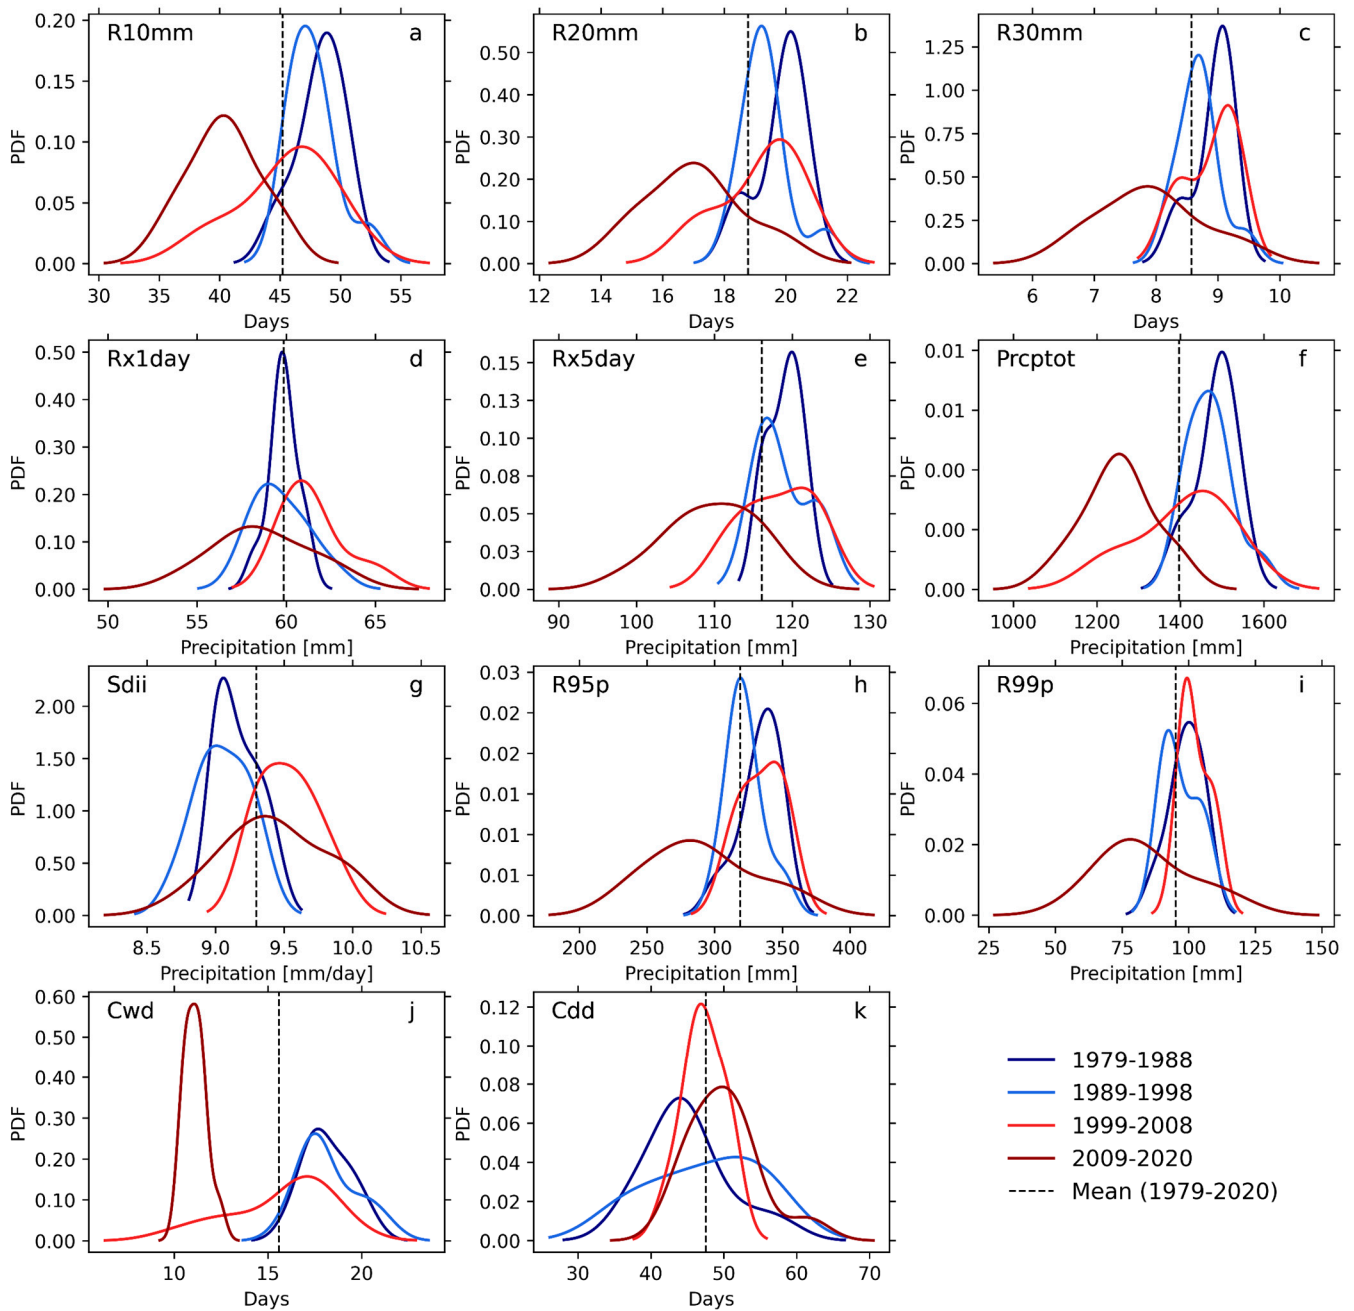 R10mm a
0.20
0.15
0.10
0.05
0.00
PDF
30 35 40 45 50 55
Days
R20mm b
0.50
0.40
0.30
0.20
0.10
0.00
PDF
12 14 16 18 20 22
Days
R30mm c
1.25
1.00
0.75
0.50
0.25
0.00
PDF
6 7 8 9 10
Days
Rx1day d
0.50
0.40
0.30
0.20
0.10
0.00
PDF
50 55 60 65
Precipitation [mm]
Rx5day e
0.15
0.13
0.10
0.08
0.05
0.03
0.00
PDF
90 100 110 120 130
Precipitation [mm]
Prcptot f
0.01
0.01
0.00
0.00
0.00
PDF
1000 1200 1400 1600
Precipitation [mm]
Sdii g
2.00
1.50
1.00
0.50
0.00
PDF
8.5 9.0 9.5 10.0 10.5
Precipitation [mm/day]
R95p h
0.03
0.02
0.02
0.01
0.01
0.01
0.00
PDF
200 250 300 350 400
Precipitation [mm]
R99p i
0.06
0.04
0.02
0.00
PDF
25 50 75 100 125 150
Precipitation [mm]
Cwd j
0.60
0.50
0.40
0.30
0.20
0.10
0.00
PDF
10 15 20
Days
Cdd k
0.12
0.10
0.08
0.06
0.04
0.02
0.00
PDF
30 40 50 60 70
Days
1979-1988
1989-1998
1999-2008
2009-2020
Mean (1979-2020)